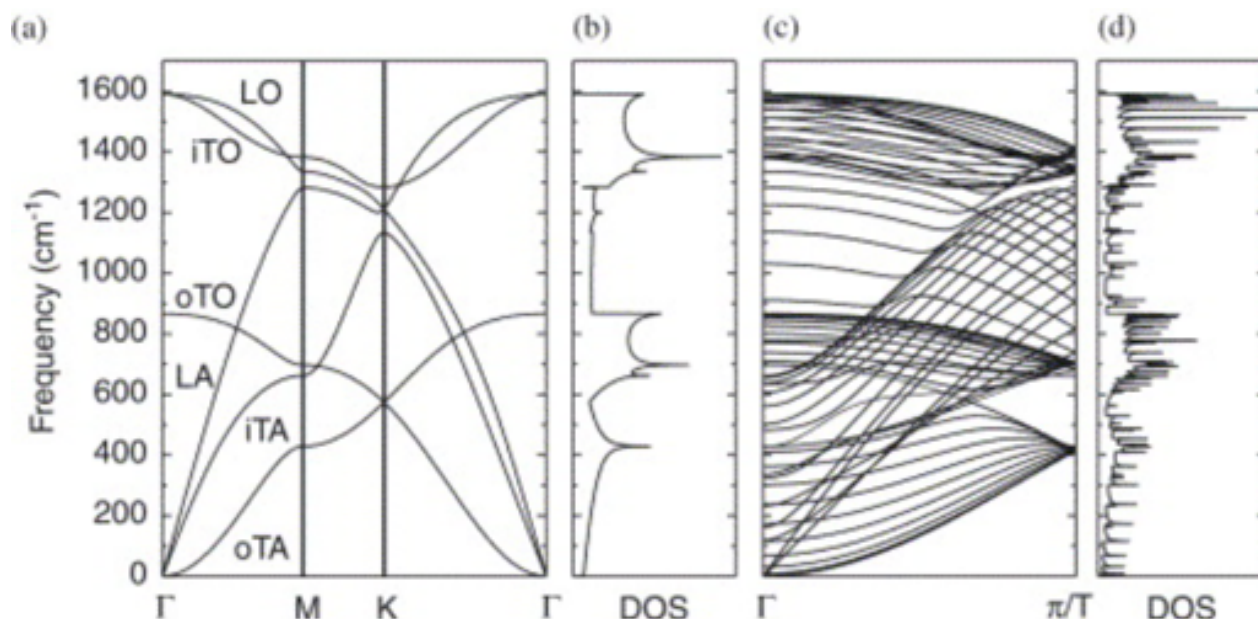 (a)
(b)
(c)
(d)
Frequency (cm⁻¹)
1600
1400
1200
1000
800
600
400
200
0
LO
iTO
oTO
LA
iTA
oTA
Γ M K Γ
DOS
Γ π/T
DOS